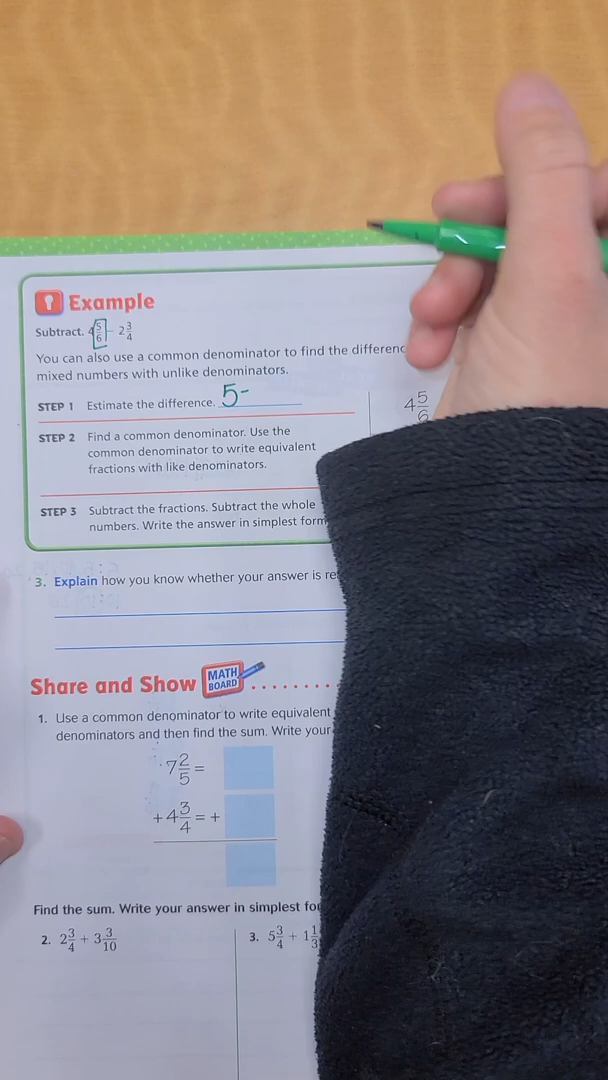 Example
Subtract. 4 5/6 - 2 3/4
You can also use a common denominator to find the
mixed numbers with unlike denominators.
STEP 1 Estimate the difference. 5-
4 5/6
STEP 2 Find a common denominator. Use the
common denominator to write equivalent
fractions with like denominators.
STEP 3 Subtract the fractions. Subtract the whole
numbers. Write the answer in simplest form
3. Explain how you know whether your answer is
Share and Show MATH BOARD
1. Use a common denominator to write equivalent
denominators and then find the sum. Write your
7 2/5 =
+ 4 3/4 = +
Find the sum. Write your answer in simplest
2. 2 3/4 + 3 3/10
3. 5 3/4 + 1 1/3